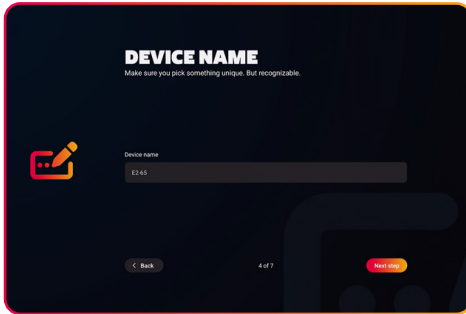 DEVICE NAME
Make sure you pick something unique. But recognizable.
Device name
E2-65
< Back
4 of 7
Next step